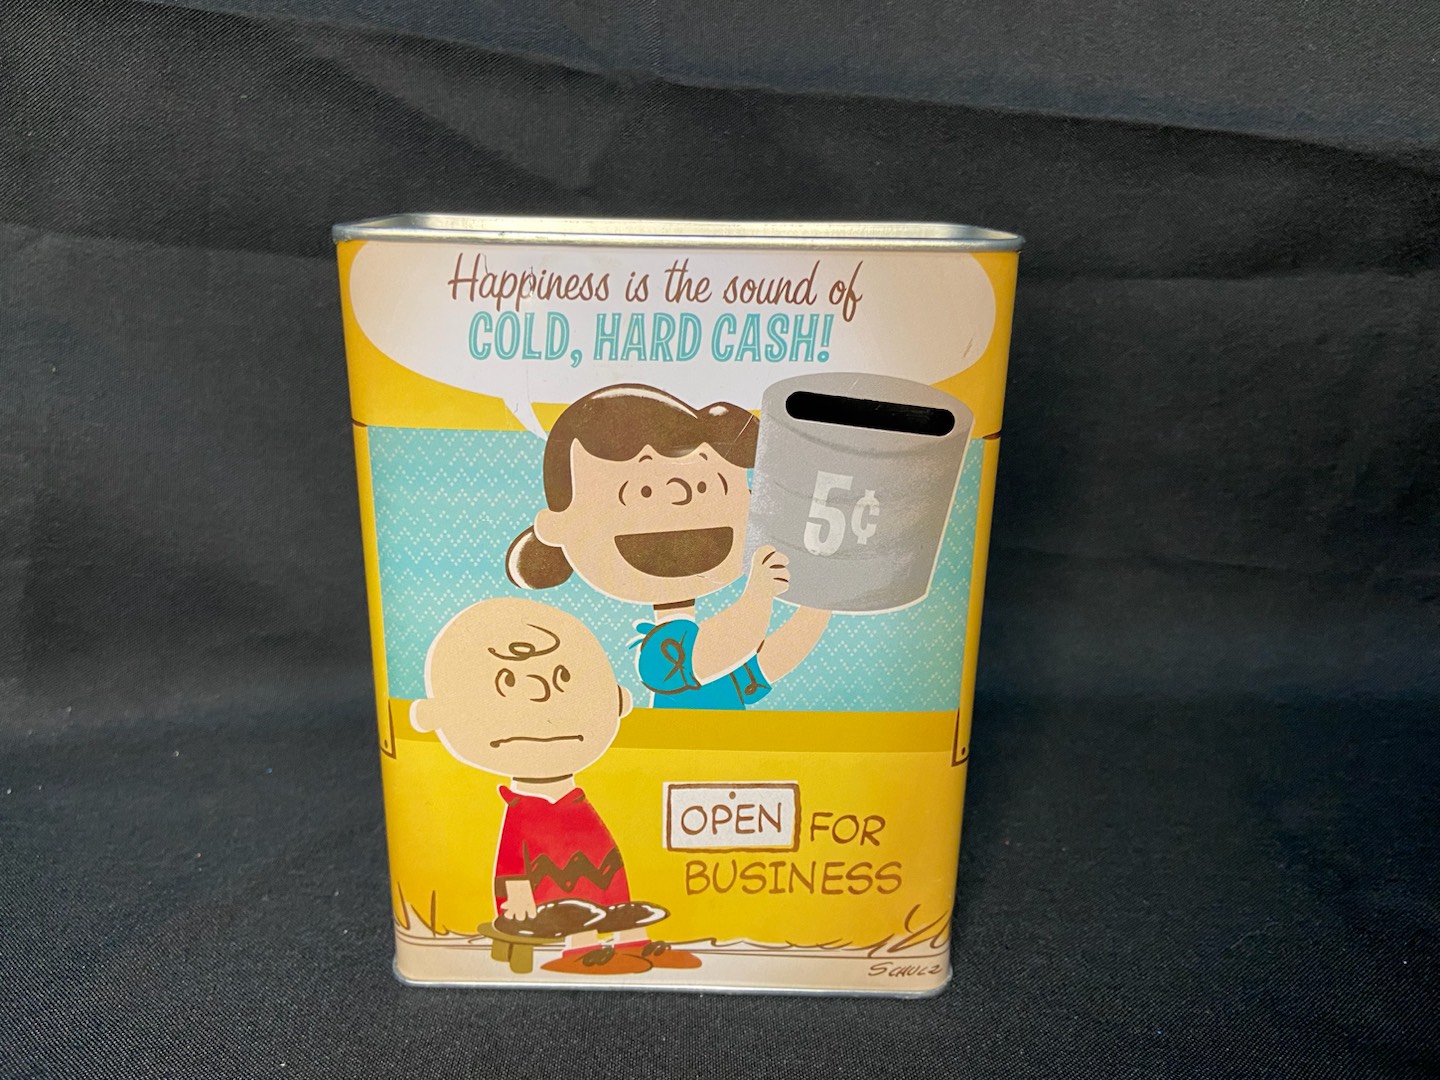 Happiness is the sound of
COLD, HARD CASH!
5¢
OPEN FOR
BUSINESS
SCHULZ